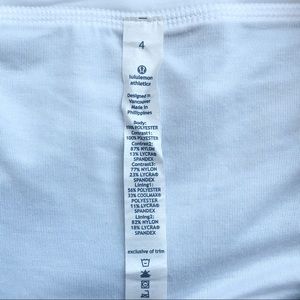 4
lululemon
athletica
Designed in
Vancouver
Made in
Philippines
Body:
100% POLYESTER
Contrast1:
100% POLYESTER
Contrast2:
87% NYLON
13% LYCRA®
SPANDEX
Contrast3:
77% NYLON
23% LYCRA®
SPANDEX
Lining1:
56% POLYESTER
33% COOLMAX®
POLYESTER
11% LYCRA®
SPANDEX
Lining2:
82% NYLON
18% LYCRA®
SPANDEX
exclusive of trim